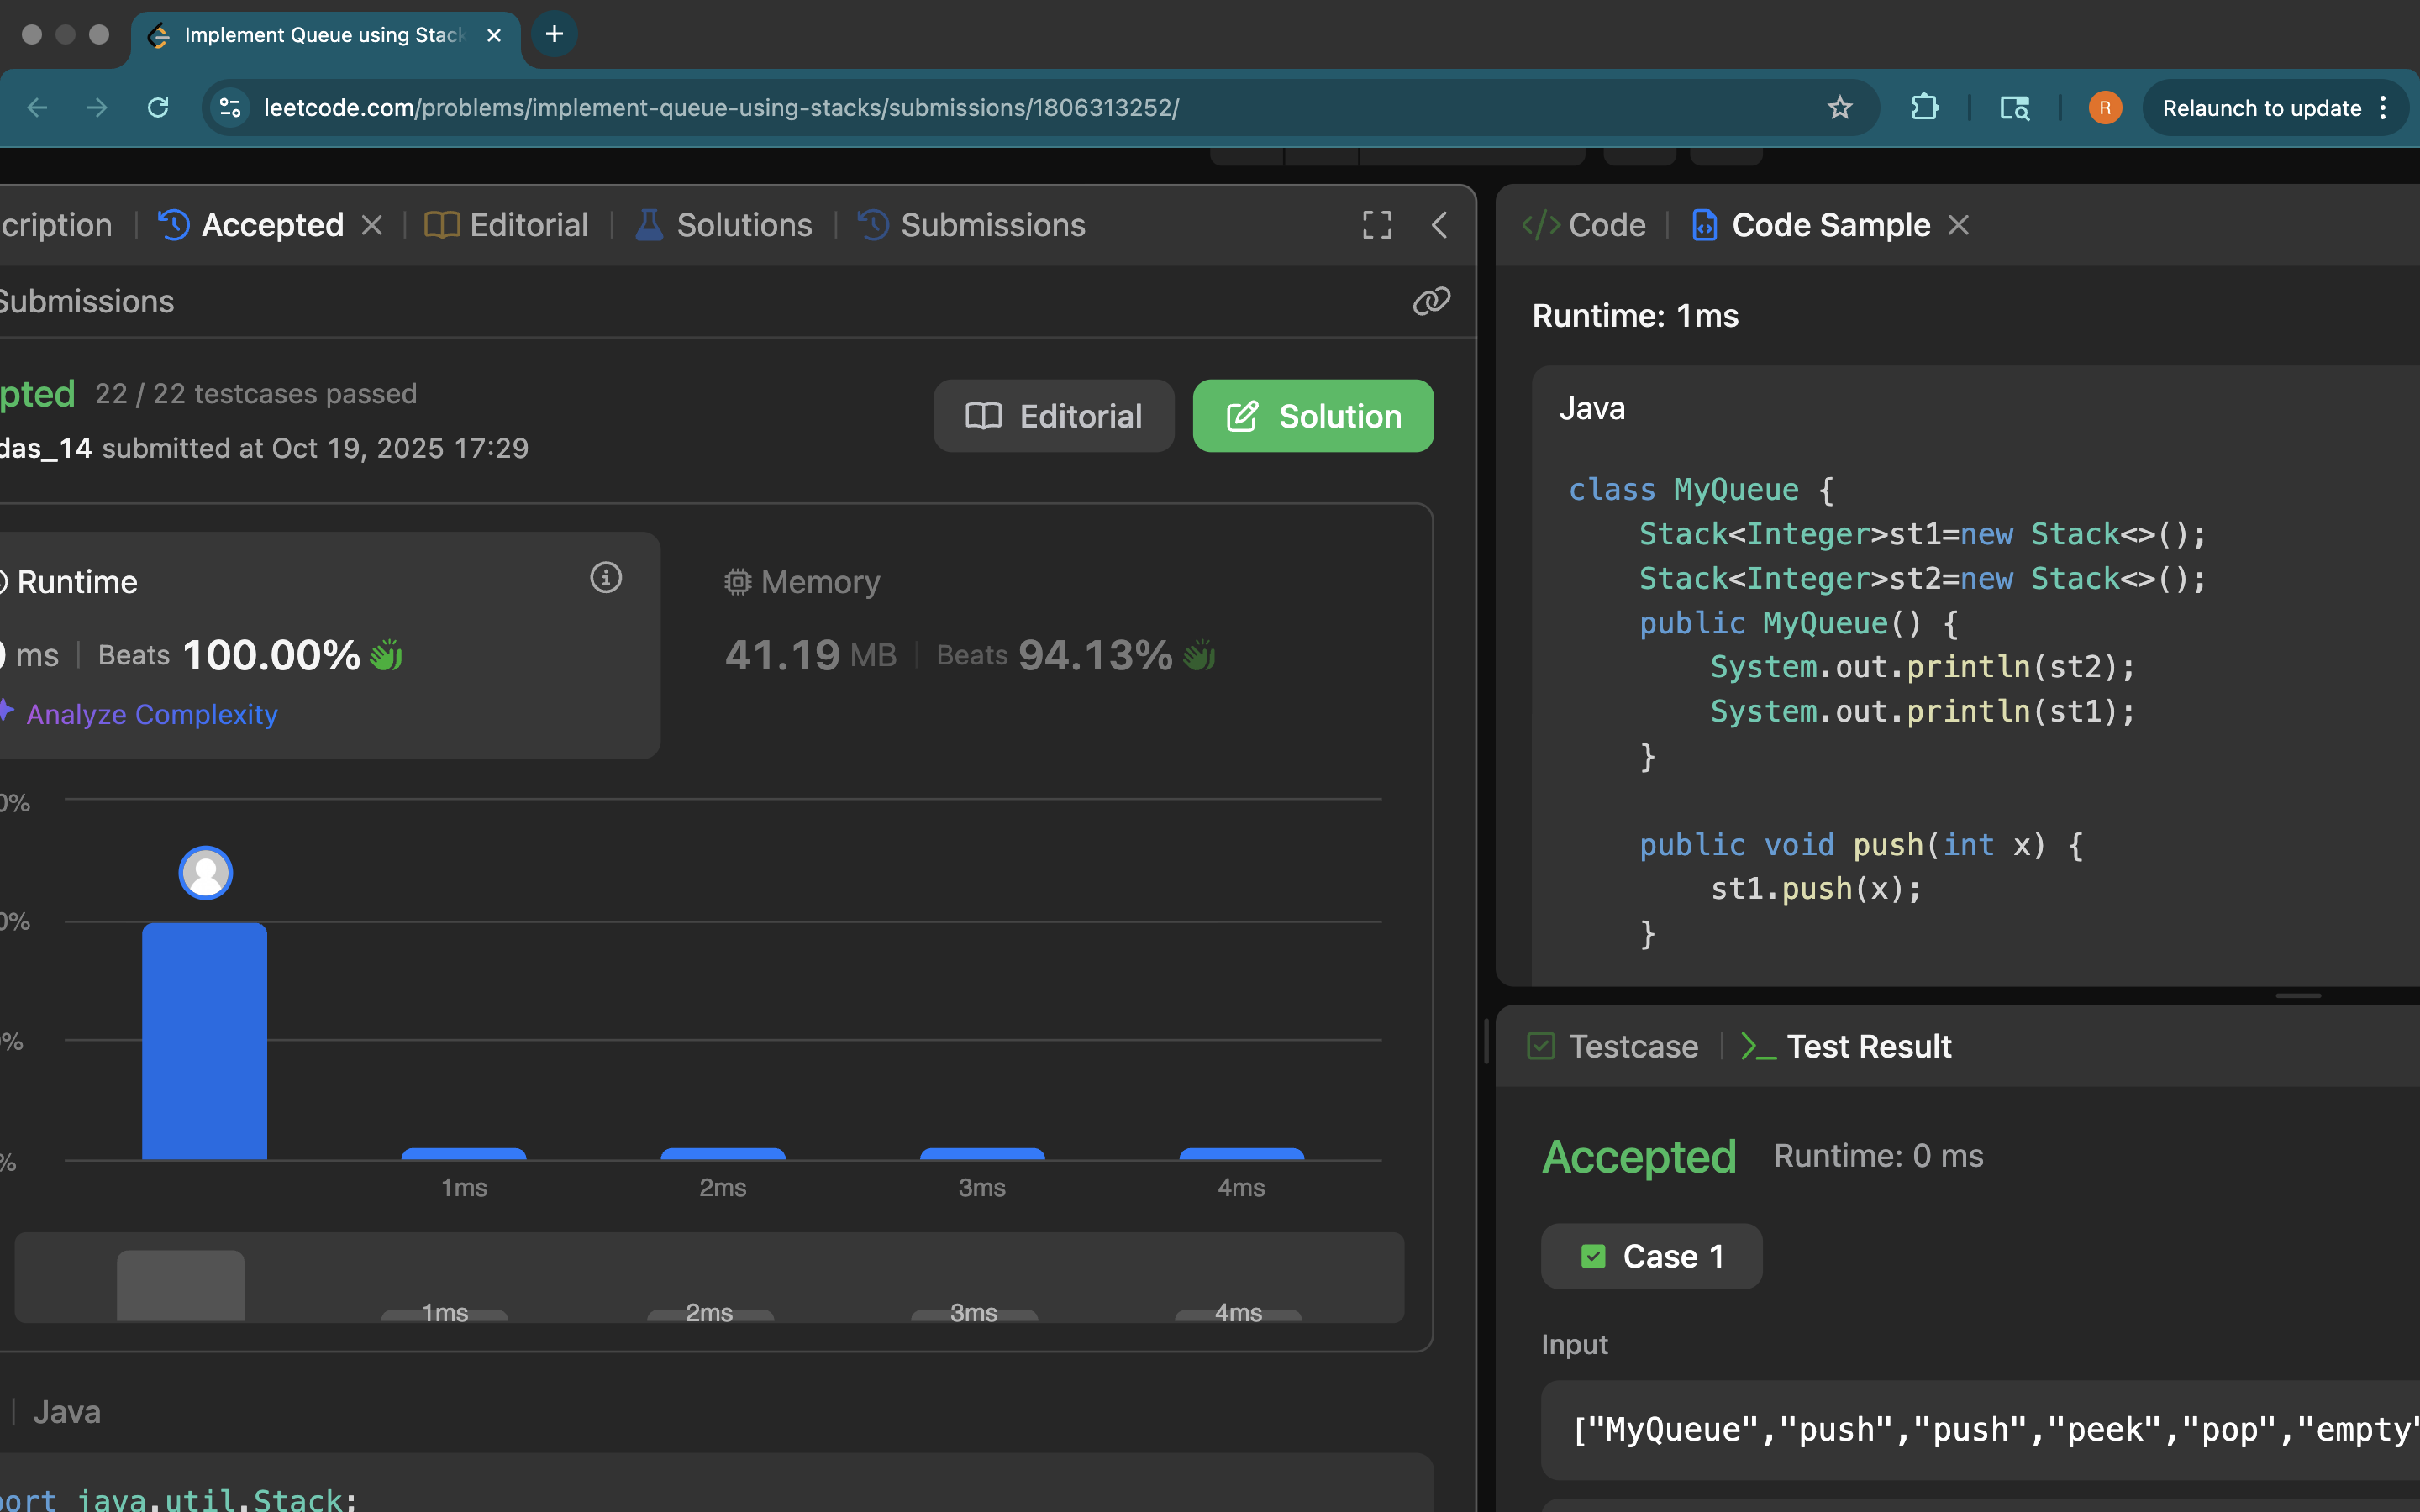 Implement Queue using Stack
leetcode.com/problems/implement-queue-using-stacks/submissions/1806313252/
R
Relaunch to update
cription
Accepted
Editorial
Solutions
Submissions
Submissions
pted 22 / 22 testcases passed
das_14 submitted at Oct 19, 2025 17:29
Editorial
Solution
Runtime
0 ms | Beats 100.00%
Analyze Complexity
Memory
41.19 MB | Beats 94.13%
0%
0%
%
%
1ms 2ms 3ms 4ms
1ms 2ms 3ms 4ms
Java
port java.util.Stack;
</> Code
Code Sample
Runtime: 1ms
Java
class MyQueue {
Stack<Integer>st1=new Stack<>();
Stack<Integer>st2=new Stack<>();
public MyQueue() {
System.out.println(st2);
System.out.println(st1);
}
public void push(int x) {
st1.push(x);
}
Testcase
>_ Test Result
Accepted Runtime: 0 ms
Case 1
Input
["MyQueue","push","push","peek","pop","empty"